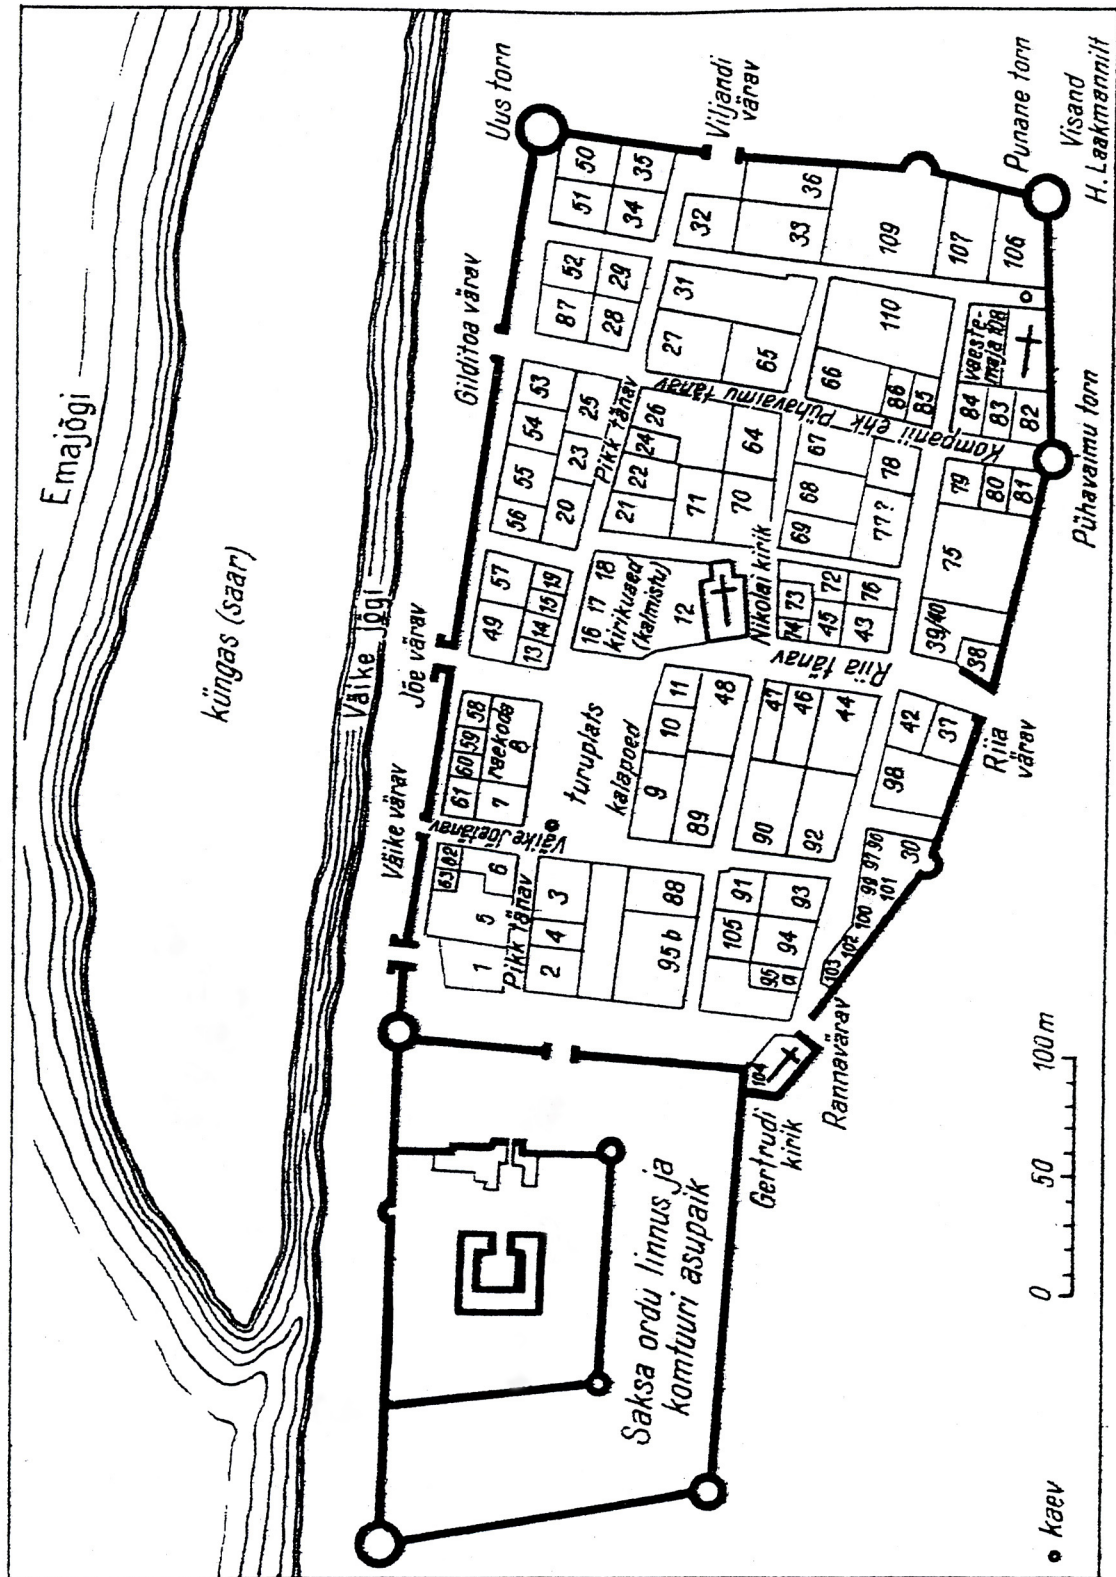 Emajõgi
küngas (saar)
Väike Jõgi
Väike värav
Jõe värav
Gilditoa värav
Uus torn
Viljandi
värav
Punane torn
Visand
H. Laakmannilt
63 62
61 60 59 58
5 6
7 raekoda
8
1
Pikk tänav
Väike Jõetänav
2 4 3
turuplats
kalapoed
49 57
13 14 15 19
56 55 54 53
20 23 25
87 52
28 29
51 50
34 35
Pikk tänav
16 17 18
kirikuaed
(kalmistu)
12
21 22 24 26
27 31
32
9 10 11
71
95b 88
89 48
70 64
65
33 36
Nikolai kirik
Kompanii ehk Pühavaimu tänav
105 91
90 47
74 73
69 68 67
66
95
a
94 93
92 46
44
45 72
43 76
77? 78
86
85
110
109
Riia tänav
103 102 100 99 97 96
101
30
98 42
37
39/40
38
75
79
80
81
84
83
82
vaeste-
maja 108
107
106
104
Gertrudi
kirik
Rannavärav
Riia
värav
Pühavaimu torn
Saksa ordu linnus ja
komtuuri asupaik
0 50 100m
kaev